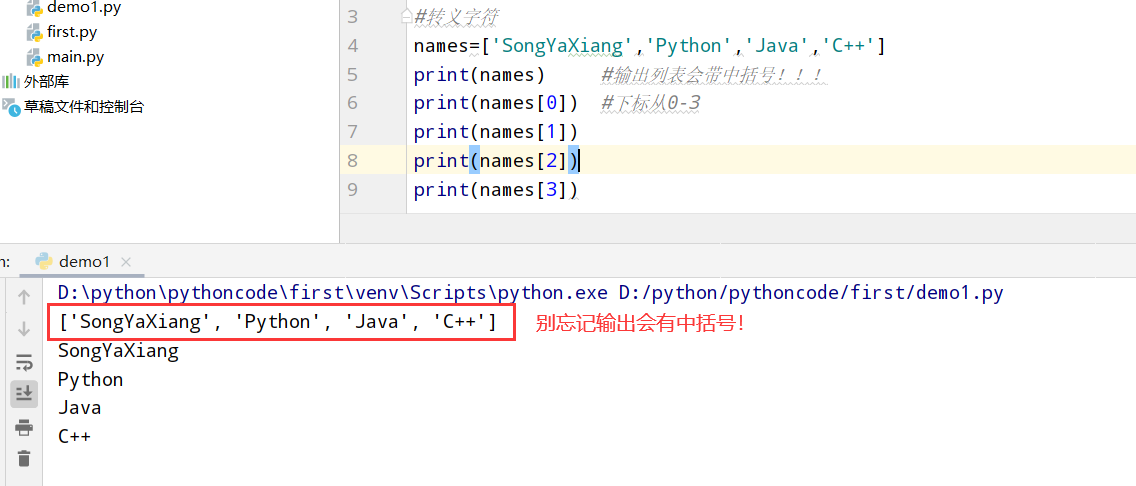 demo1.py
first.py
main.py
外部库
草稿文件和控制台
3 #转义字符
4 names=['SongYaXiang','Python','Java','C++']
5 print(names) #输出列表会带中括号！！！
6 print(names[0]) #下标从0-3
7 print(names[1])
8 print(names[2])
9 print(names[3])
n: demo1 ×
D:\python\pythoncode\first\venv\Scripts\python.exe D:/python/pythoncode/first/demo1.py
['SongYaXiang', 'Python', 'Java', 'C++'] 别忘记输出会有中括号！
SongYaXiang
Python
Java
C++